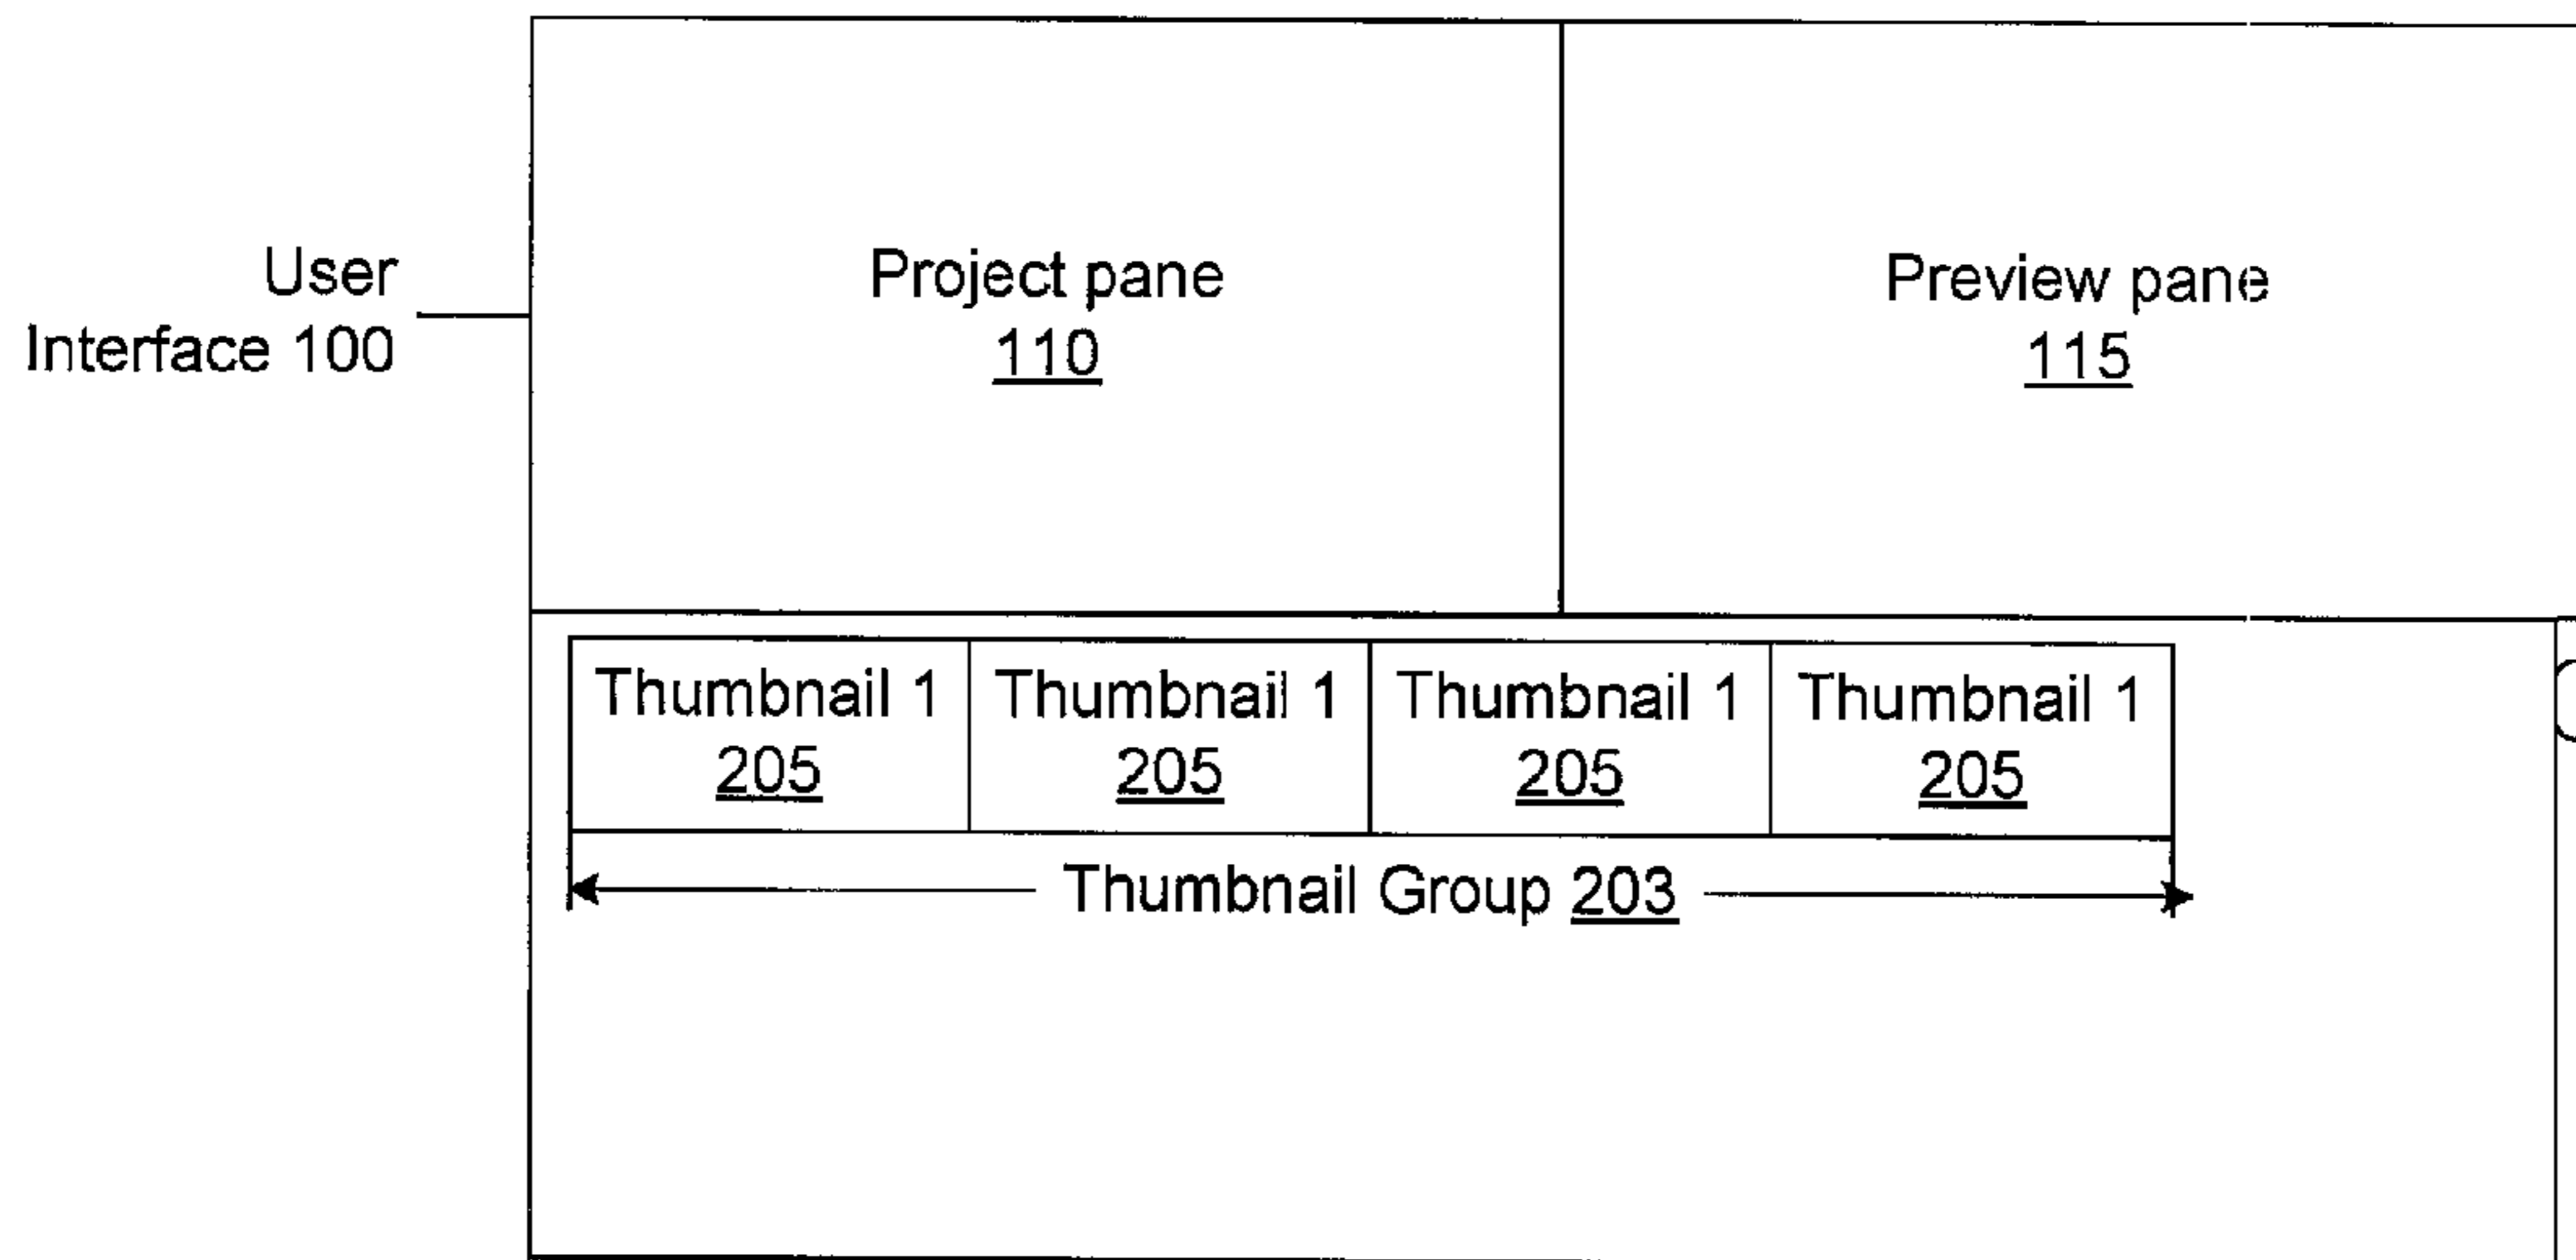 User
Interface 100
Project pane
110
Preview pane
115
Thumbnail 1
205
Thumbnail 1
205
Thumbnail 1
205
Thumbnail 1
205
Thumbnail Group 203